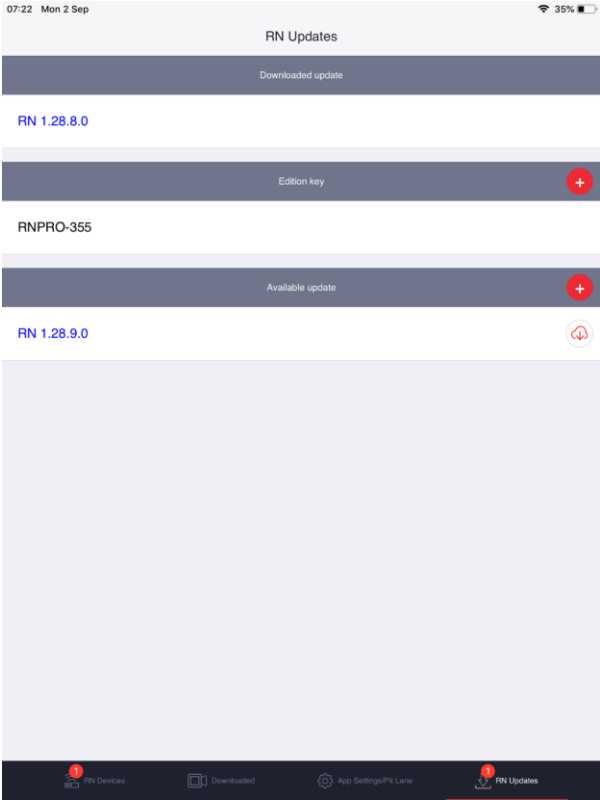 07:22 Mon 2 Sep 35%
RN Updates
Downloaded update
RN 1.28.8.0
Edition key
+
RNPRO-355
Available update
+
RN 1.28.9.0
1 RN Devices Downloaded App Settings/Pit Lane 1 RN Updates